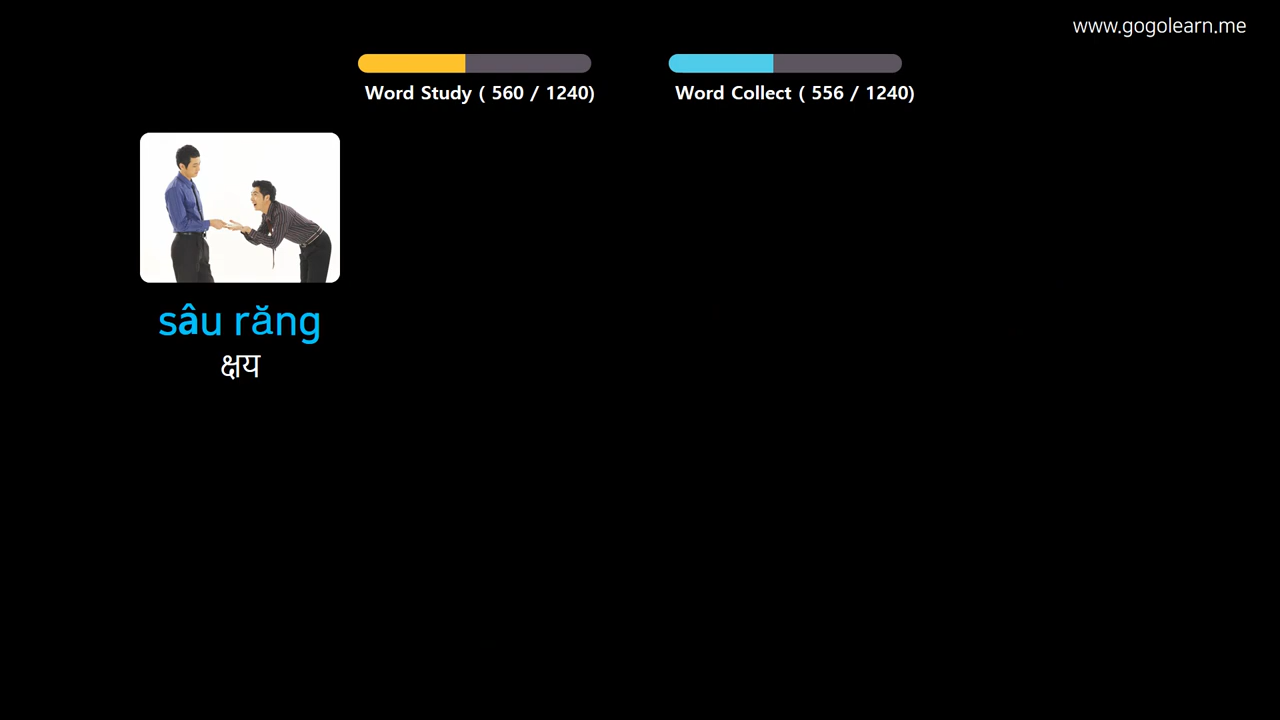 www.gogolearn.me
Word Study ( 560 / 1240)
Word Collect ( 556 / 1240)
sâu răng
क्षय